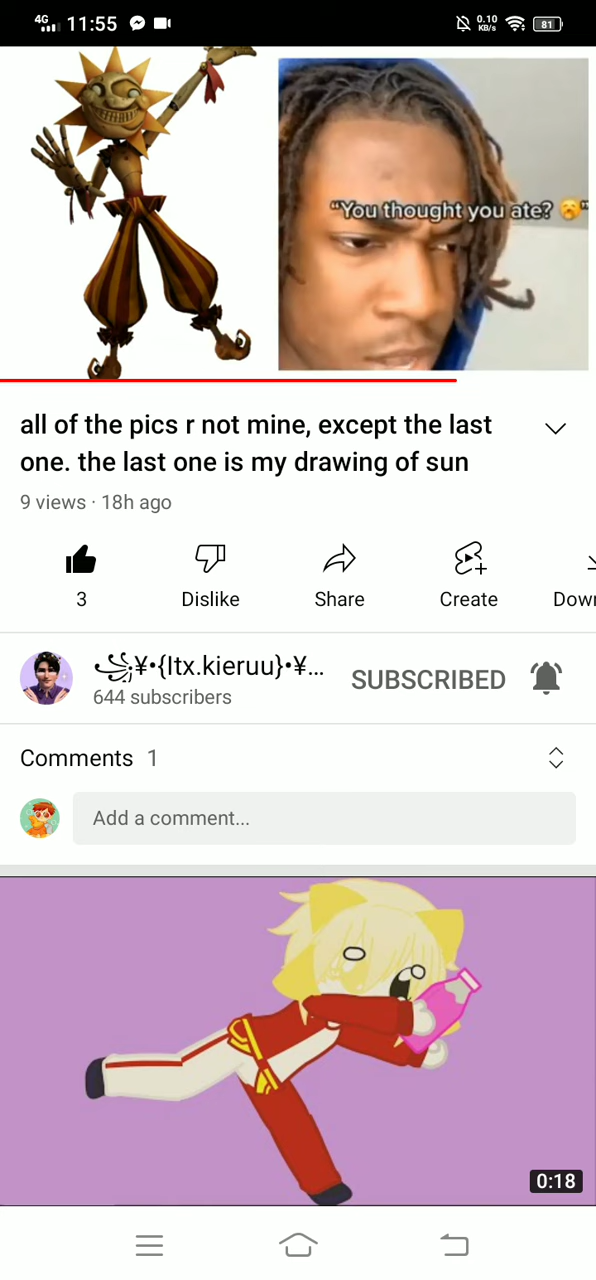 4G 11:55 0.10 KB/s 81
"You thought you ate? 🤭"
all of the pics r not mine, except the last
one. the last one is my drawing of sun
9 views · 18h ago
3 Dislike Share Create Down
꧁¥•{Itx.kieruu}•¥... SUBSCRIBED
644 subscribers
Comments 1
Add a comment...
0:18